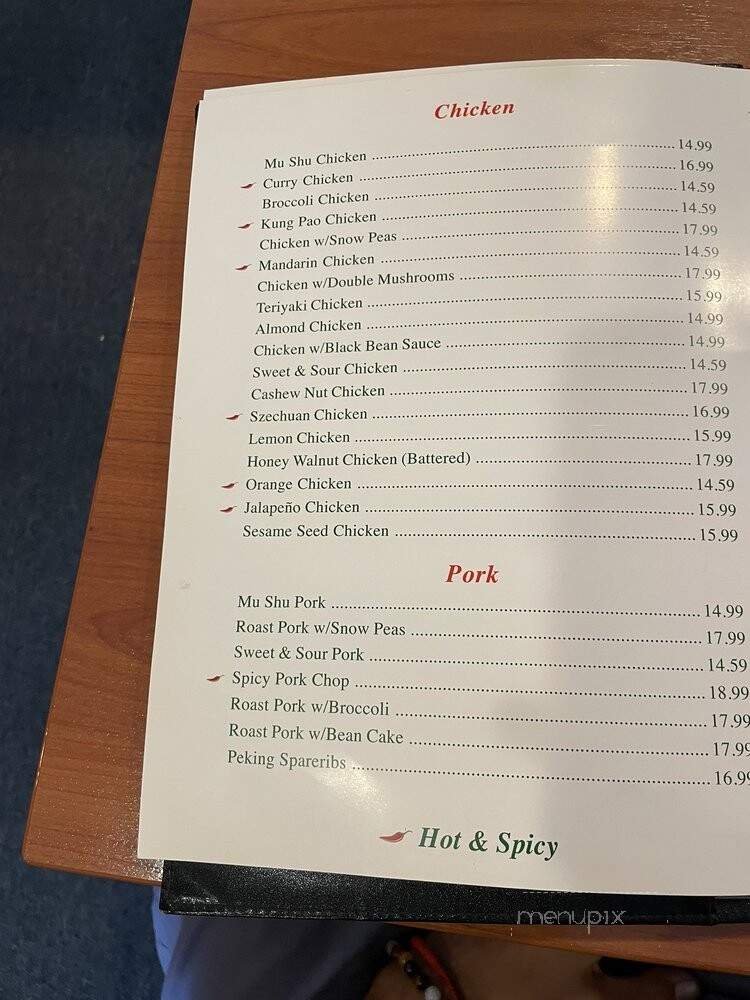 Chicken
Mu Shu Chicken 14.99
Curry Chicken 16.99
Broccoli Chicken 14.59
Kung Pao Chicken 14.59
Chicken w/Snow Peas 17.99
Mandarin Chicken 14.59
Chicken w/Double Mushrooms 17.99
Teriyaki Chicken 15.99
Almond Chicken 14.99
Chicken w/Black Bean Sauce 14.99
Sweet & Sour Chicken 14.59
Cashew Nut Chicken 17.99
Szechuan Chicken 16.99
Lemon Chicken 15.99
Honey Walnut Chicken (Battered) 17.99
Orange Chicken 14.59
Jalapeño Chicken 15.99
Sesame Seed Chicken 15.99
Pork
Mu Shu Pork 14.99
Roast Pork w/Snow Peas 17.99
Sweet & Sour Pork 14.59
Spicy Pork Chop 18.99
Roast Pork w/Broccoli 17.99
Roast Pork w/Bean Cake 17.99
Peking Spareribs 16.99
Hot & Spicy
menupix